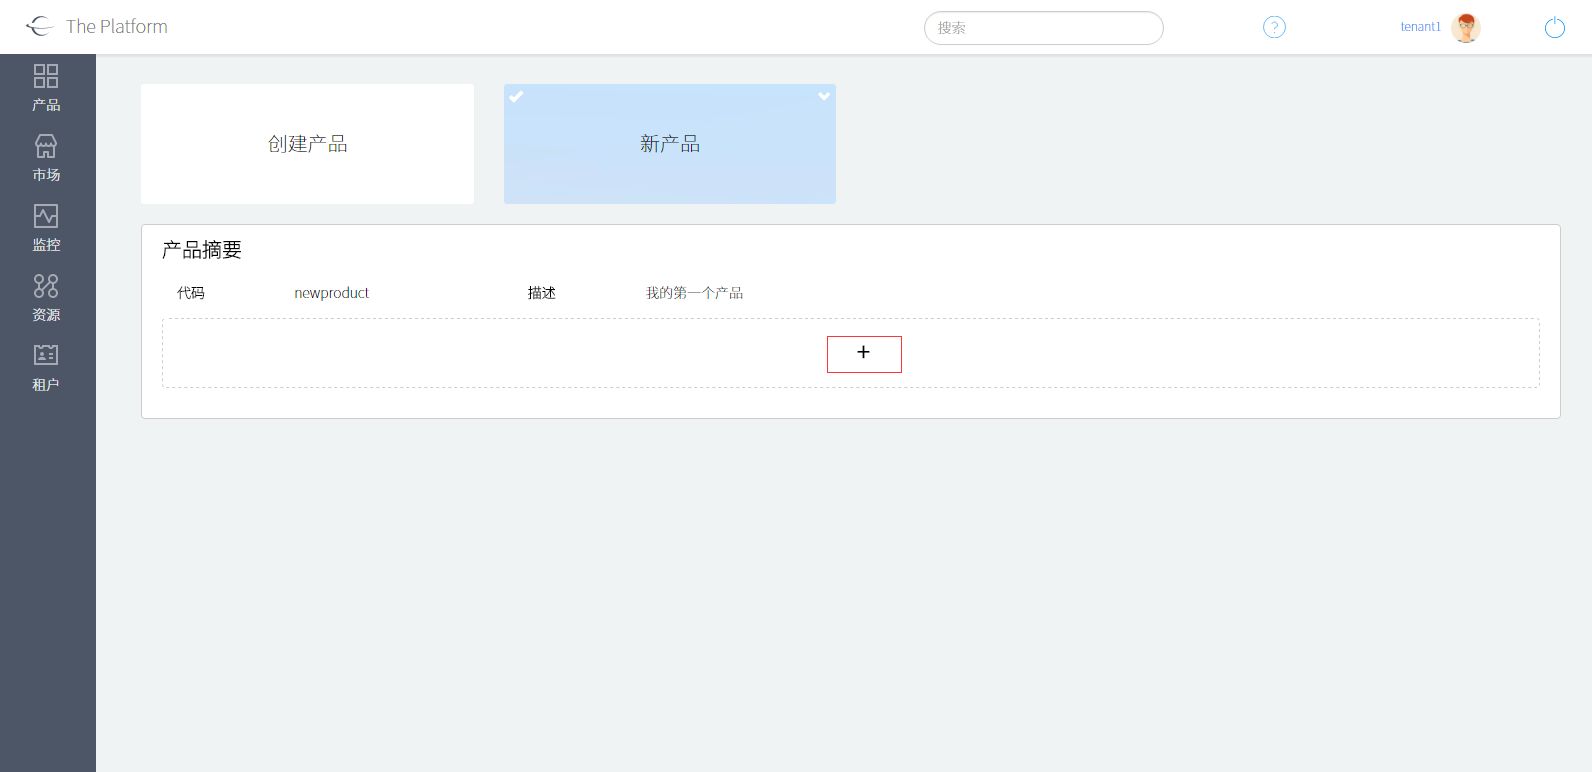 The Platform
搜索
?
tenant1
产品
市场
监控
资源
租户
创建产品
新产品
产品摘要
代码 newproduct 描述 我的第一个产品
+